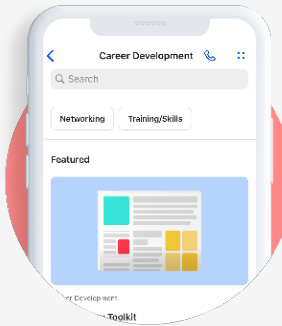 Career Development
Search
Networking
Training/Skills
Featured
Development
Toolkit